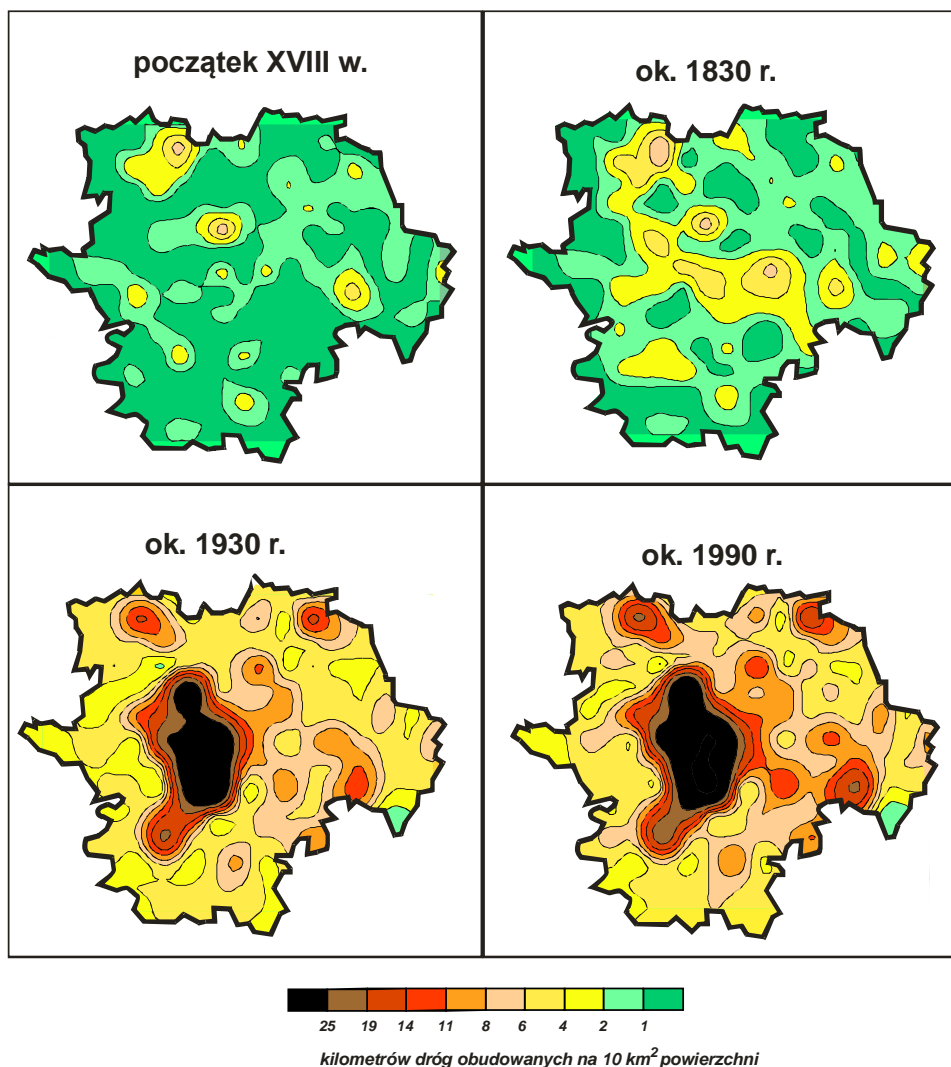 początek XVIII w.
ok. 1830 r.
ok. 1930 r.
ok. 1990 r.
25 19 14 11 8 6 4 2 1
kilometrów dróg obudowanych na 10 km² powierzchni